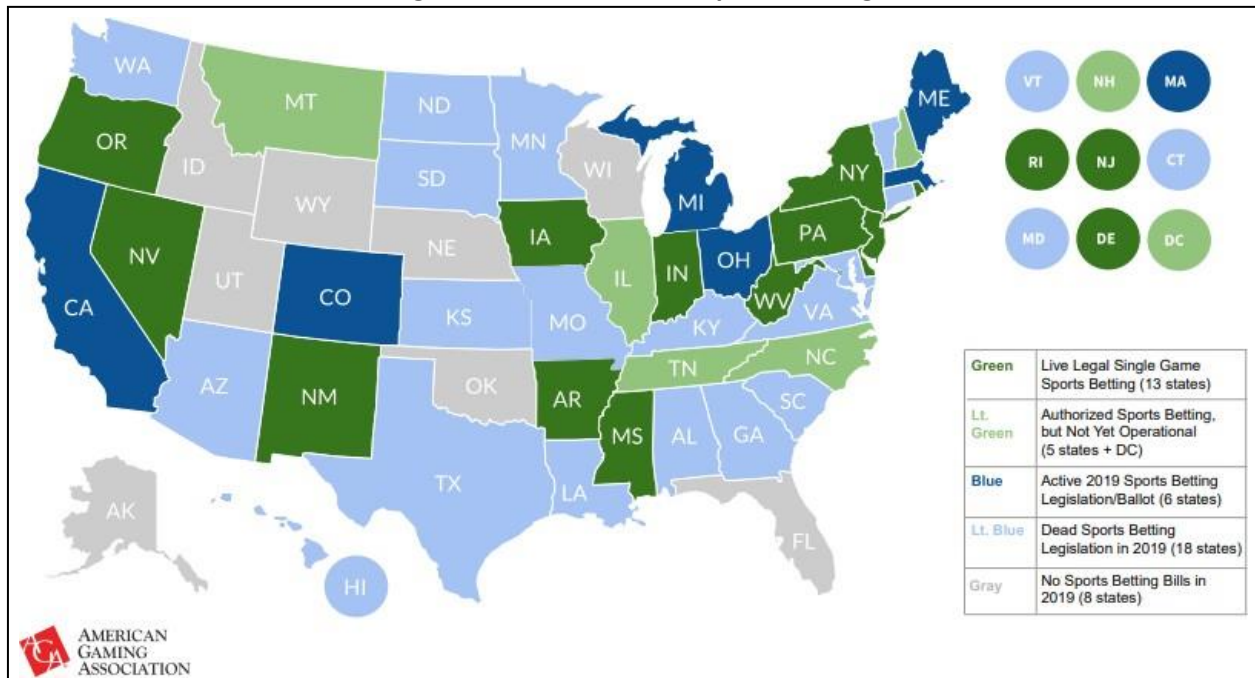 WA
MT
ND
MN
ME
VT
NH
MA
OR
ID
SD
WI
NY
RI
NJ
CT
WY
MI
IA
PA
NV
NE
OH
MD
DE
DC
UT
IL
IN
CA
CO
WV
KS
MO
KY
VA
TN
NC
AZ
NM
OK
AR
SC
MS
AL
GA
TX
LA
AK
FL
HI
Green
Live Legal Single Game
Sports Betting (13 states)
Lt.
Green
Authorized Sports Betting,
but Not Yet Operational
(5 states + DC)
Blue
Active 2019 Sports Betting
Legislation/Ballot (6 states)
Lt. Blue
Dead Sports Betting
Legislation in 2019 (18 states)
Gray
No Sports Betting Bills in
2019 (8 states)
AGA
AMERICAN
GAMING
ASSOCIATION